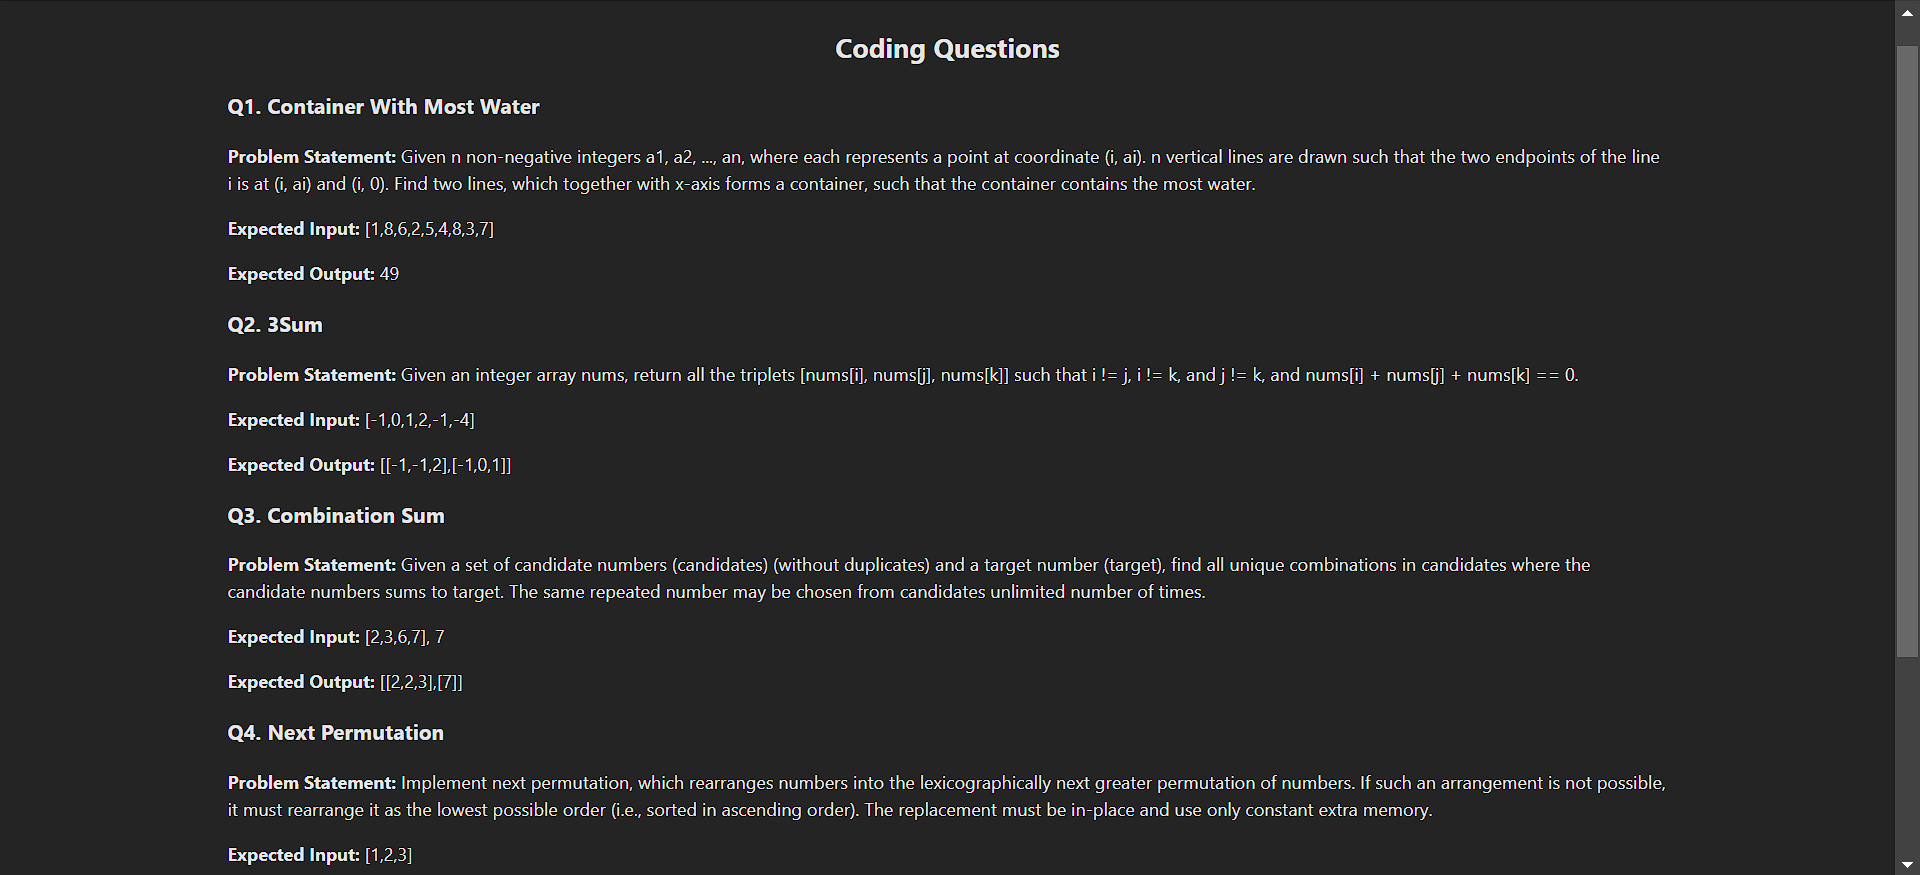 Coding Questions
Q1. Container With Most Water
Problem Statement: Given n non-negative integers a1, a2, ..., an, where each represents a point at coordinate (i, ai). n vertical lines are drawn such that the two endpoints of the line
i is at (i, ai) and (i, 0). Find two lines, which together with x-axis forms a container, such that the container contains the most water.
Expected Input: [1,8,6,2,5,4,8,3,7]
Expected Output: 49
Q2. 3Sum
Problem Statement: Given an integer array nums, return all the triplets [nums[i], nums[j], nums[k]] such that i != j, i != k, and j != k, and nums[i] + nums[j] + nums[k] == 0.
Expected Input: [-1,0,1,2,-1,-4]
Expected Output: [[-1,-1,2],[-1,0,1]]
Q3. Combination Sum
Problem Statement: Given a set of candidate numbers (candidates) (without duplicates) and a target number (target), find all unique combinations in candidates where the
candidate numbers sums to target. The same repeated number may be chosen from candidates unlimited number of times.
Expected Input: [2,3,6,7], 7
Expected Output: [[2,2,3],[7]]
Q4. Next Permutation
Problem Statement: Implement next permutation, which rearranges numbers into the lexicographically next greater permutation of numbers. If such an arrangement is not possible,
it must rearrange it as the lowest possible order (i.e., sorted in ascending order). The replacement must be in-place and use only constant extra memory.
Expected Input: [1,2,3]